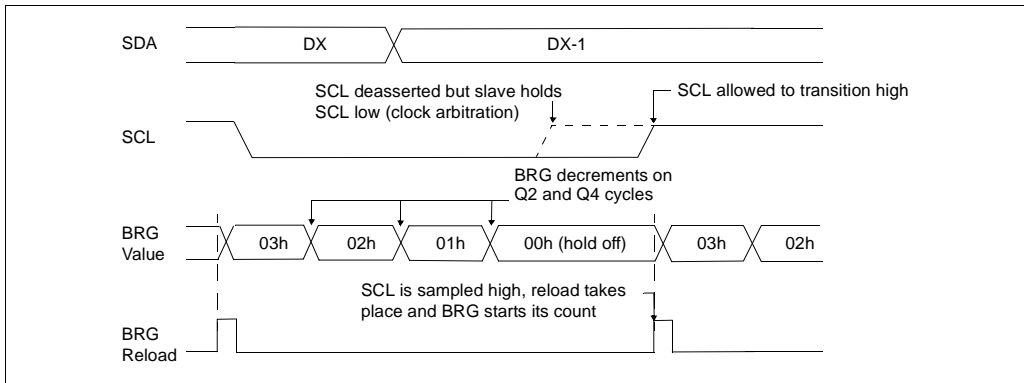 SDA
DX
DX-1
SCL deasserted but slave holds
SCL low (clock arbitration)
SCL allowed to transition high
SCL
BRG decrements on
Q2 and Q4 cycles
BRG
Value
03h
02h
01h
00h (hold off)
03h
02h
SCL is sampled high, reload takes
place and BRG starts its count
BRG
Reload